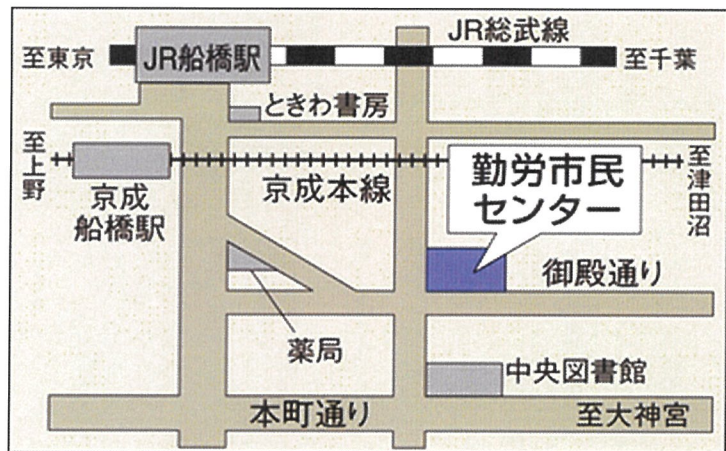 JR総武線
至東京
JR船橋駅
至千葉
ときわ書房
至上野
京成本線
至津田沼
京成
船橋駅
勤労市民
センター
御殿通り
薬局
中央図書館
本町通り
至大神宮